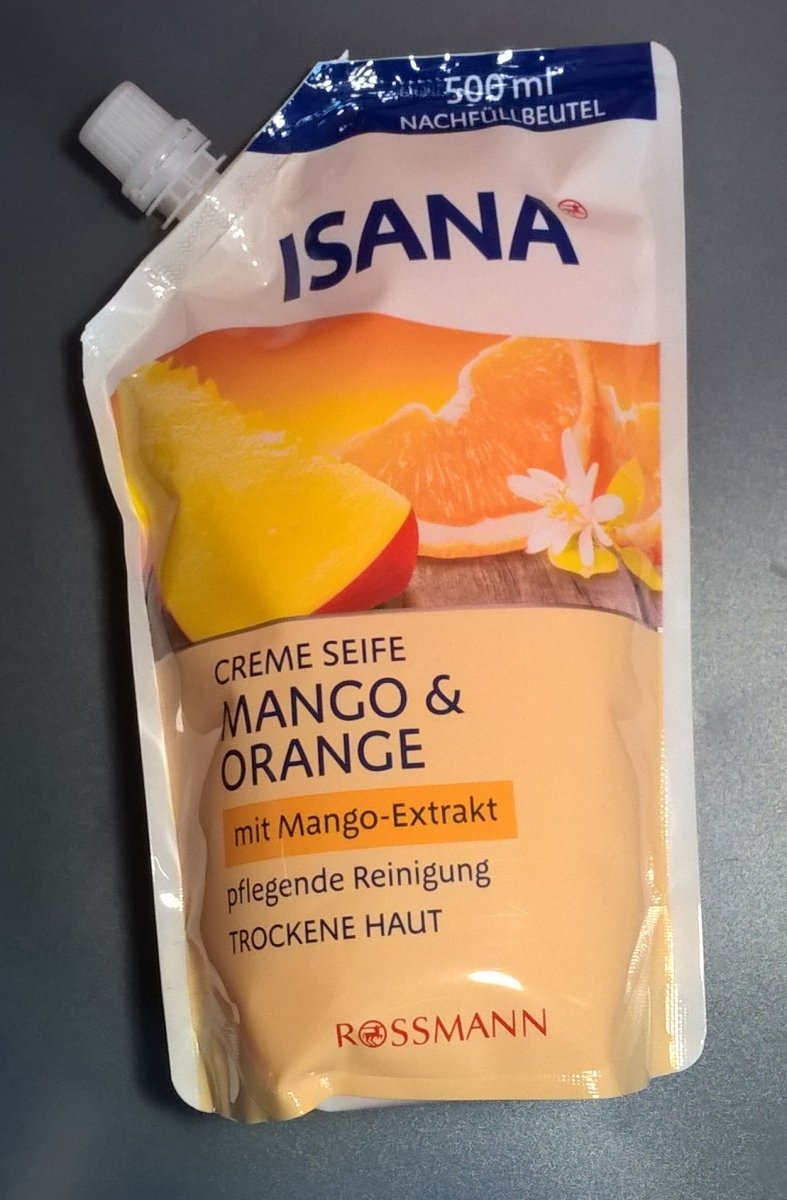 500 ml
NACHFÜLLBEUTEL
ISANA
CREME SEIFE
MANGO &
ORANGE
mit Mango-Extrakt
pflegende Reinigung
TROCKENE HAUT
ROSSMANN